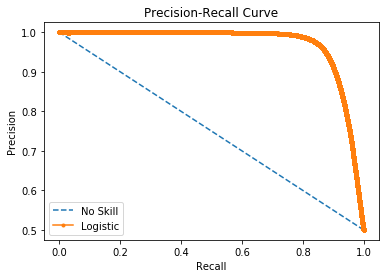 Precision-Recall Curve
Precision
1.0
0.9
0.8
0.7
0.6
0.5
No Skill
Logistic
0.0 0.2 0.4 0.6 0.8 1.0
Recall